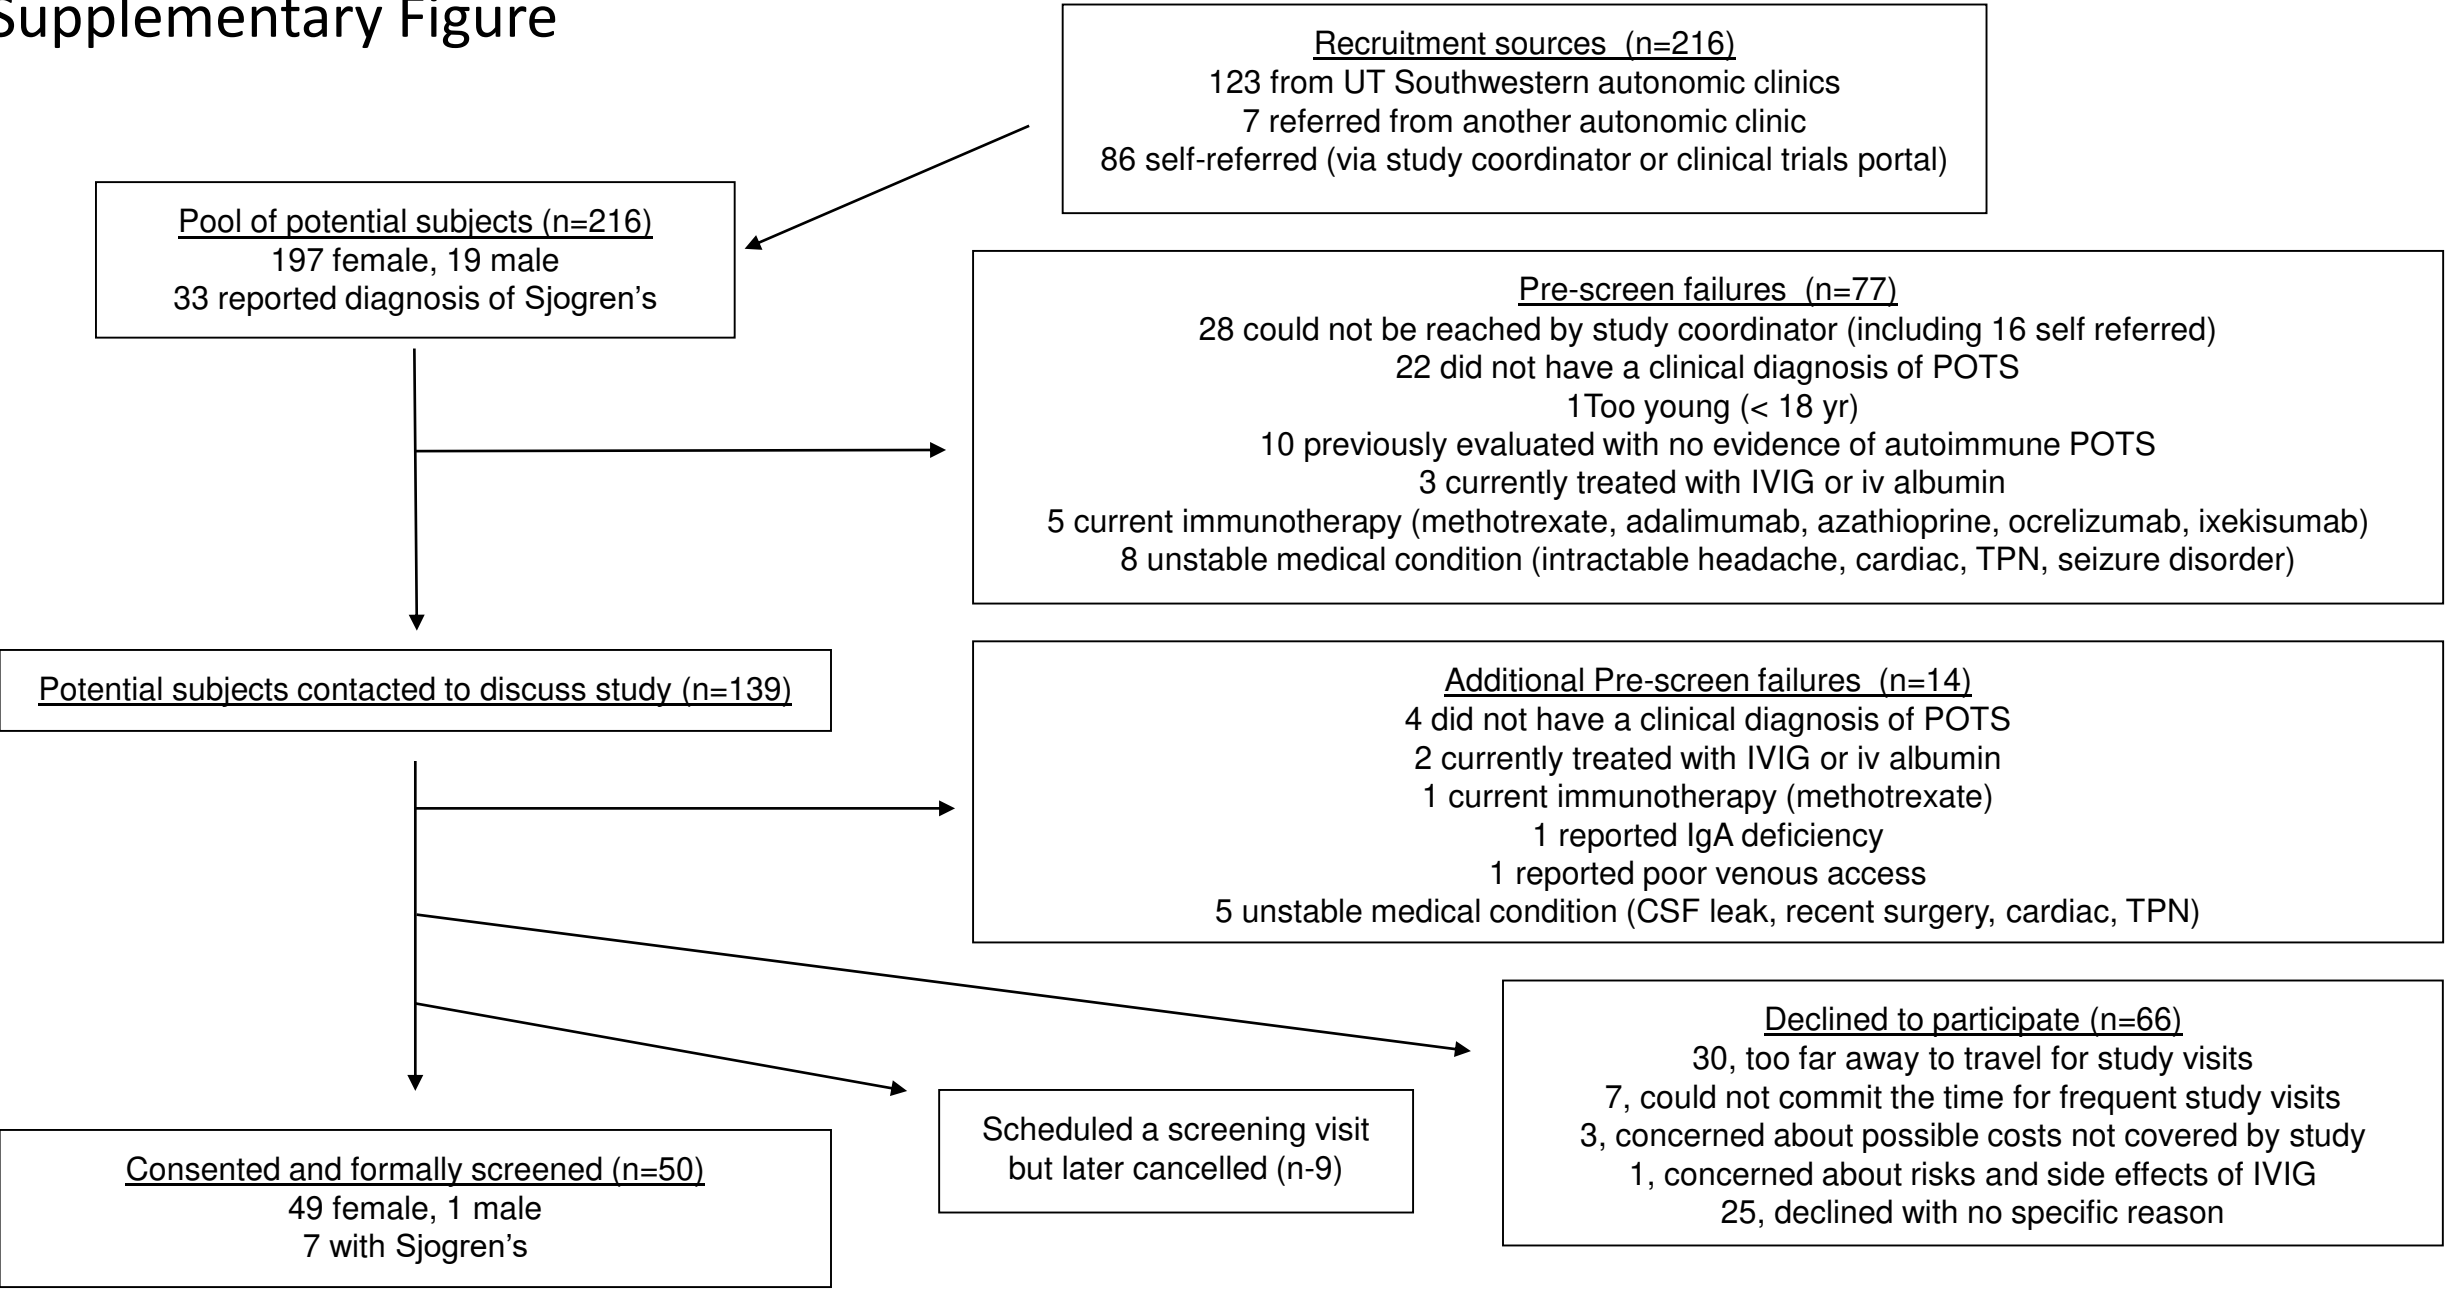 Supplementary Figure
Recruitment sources (n=216)
123 from UT Southwestern autonomic clinics
7 referred from another autonomic clinic
86 self-referred (via study coordinator or clinical trials portal)
Pool of potential subjects (n=216)
197 female, 19 male
33 reported diagnosis of Sjogren’s
Pre-screen failures (n=77)
28 could not be reached by study coordinator (including 16 self referred)
22 did not have a clinical diagnosis of POTS
1Too young (< 18 yr)
10 previously evaluated with no evidence of autoimmune POTS
3 currently treated with IVIG or iv albumin
5 current immunotherapy (methotrexate, adalimumab, azathioprine, ocrelizumab, ixekisumab)
8 unstable medical condition (intractable headache, cardiac, TPN, seizure disorder)
Potential subjects contacted to discuss study (n=139)
Additional Pre-screen failures (n=14)
4 did not have a clinical diagnosis of POTS
2 currently treated with IVIG or iv albumin
1 current immunotherapy (methotrexate)
1 reported IgA deficiency
1 reported poor venous access
5 unstable medical condition (CSF leak, recent surgery, cardiac, TPN)
Declined to participate (n=66)
30, too far away to travel for study visits
7, could not commit the time for frequent study visits
3, concerned about possible costs not covered by study
1, concerned about risks and side effects of IVIG
25, declined with no specific reason
Scheduled a screening visit
but later cancelled (n-9)
Consented and formally screened (n=50)
49 female, 1 male
7 with Sjogren’s